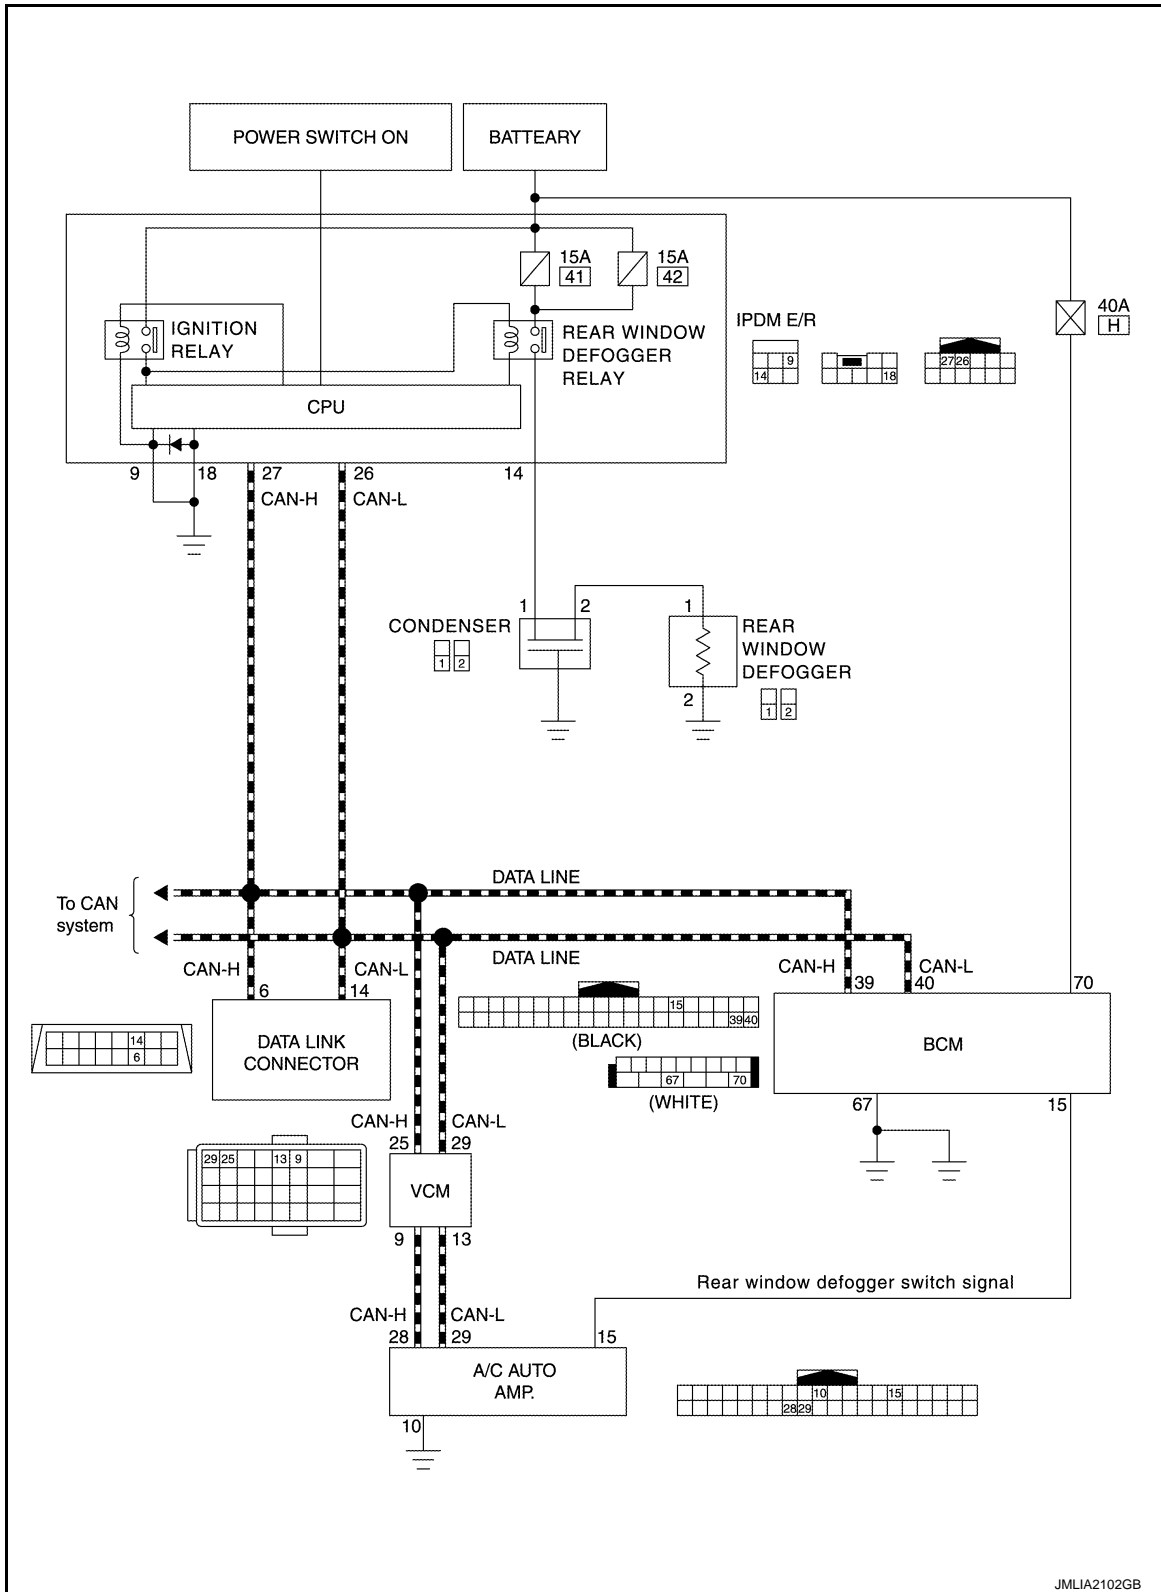 POWER SWITCH ON
BATTEARY
15A
41
15A
42
40A
H
IGNITION
RELAY
REAR WINDOW
DEFOGGER
RELAY
IPDM E/R
9
14
18
27 26
CPU
9
18
27
26
14
CAN-H
CAN-L
1
2
1
CONDENSER
1 2
REAR
WINDOW
DEFOGGER
2
1 2
To CAN
system
DATA LINE
DATA LINE
CAN-H
CAN-L
CAN-H
CAN-L
6
14
39
40
70
DATA LINK
CONNECTOR
14
6
15
39 40
(BLACK)
67
70
(WHITE)
BCM
67
15
CAN-H
CAN-L
25
29
29 25 13 9
VCM
9
13
Rear window defogger switch signal
CAN-H
CAN-L
28
29
15
A/C AUTO
AMP.
10
10
15
28 29
JMLIA2102GB